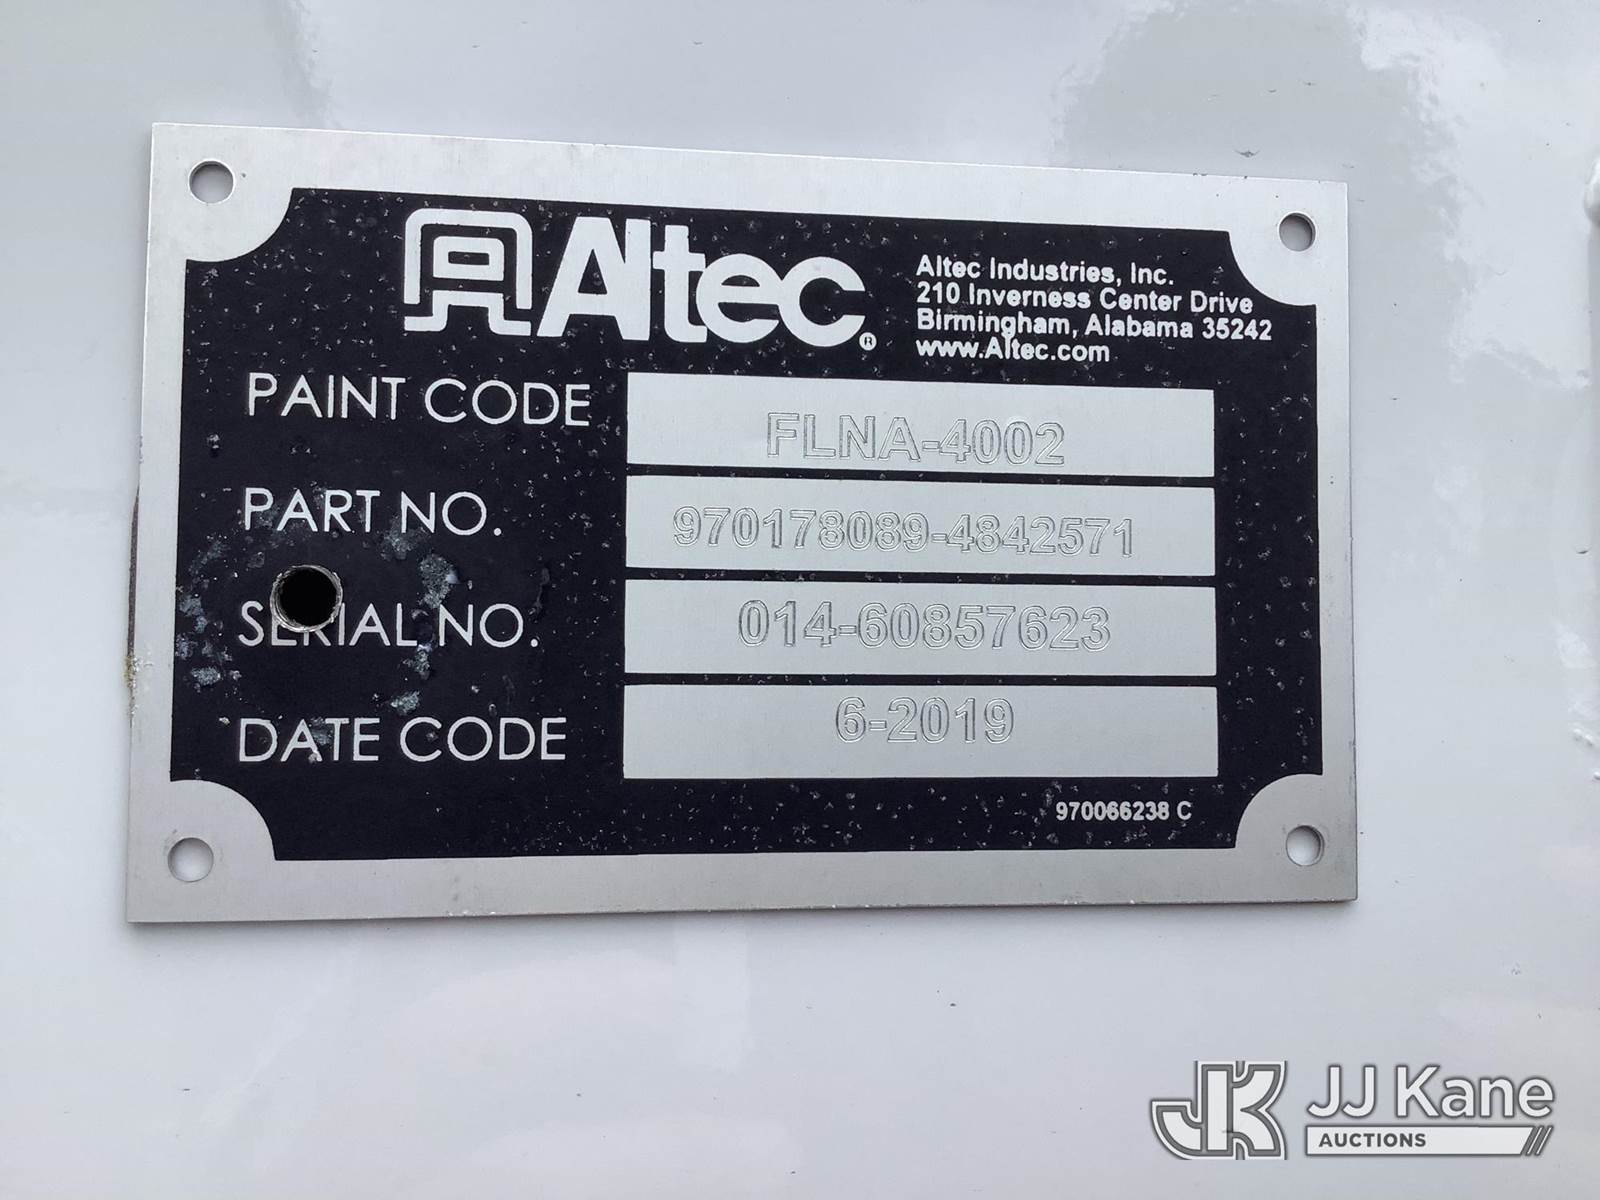 Altec®
Altec Industries, Inc.
210 Inverness Center Drive
Birmingham, Alabama 35242
www.Altec.com
PAINT CODE FLNA-4002
PART NO. 970178089-4842571
SERIAL NO. 014-60857623
DATE CODE 6-2019
970066238 C
JK JJ Kane
AUCTIONS